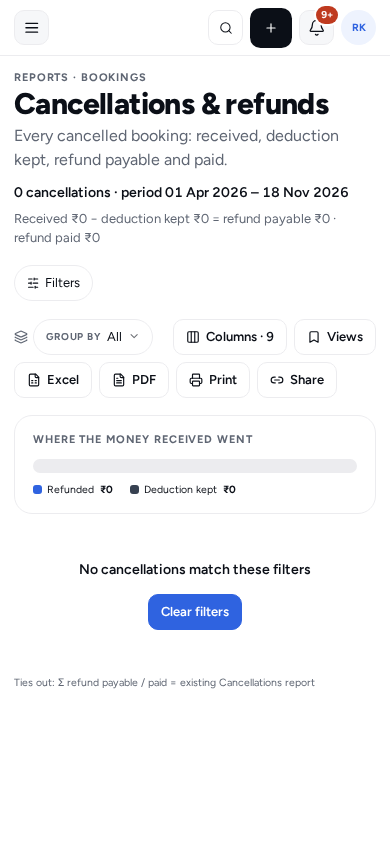 9+
RK
REPORTS · BOOKINGS
Cancellations & refunds
Every cancelled booking: received, deduction
kept, refund payable and paid.
0 cancellations · period 01 Apr 2026 – 18 Nov 2026
Received ₹0 − deduction kept ₹0 = refund payable ₹0 ·
refund paid ₹0
Filters
GROUP BY All
Columns · 9
Views
Excel
PDF
Print
Share
WHERE THE MONEY RECEIVED WENT
Refunded ₹0 Deduction kept ₹0
No cancellations match these filters
Clear filters
Ties out: Σ refund payable / paid = existing Cancellations report